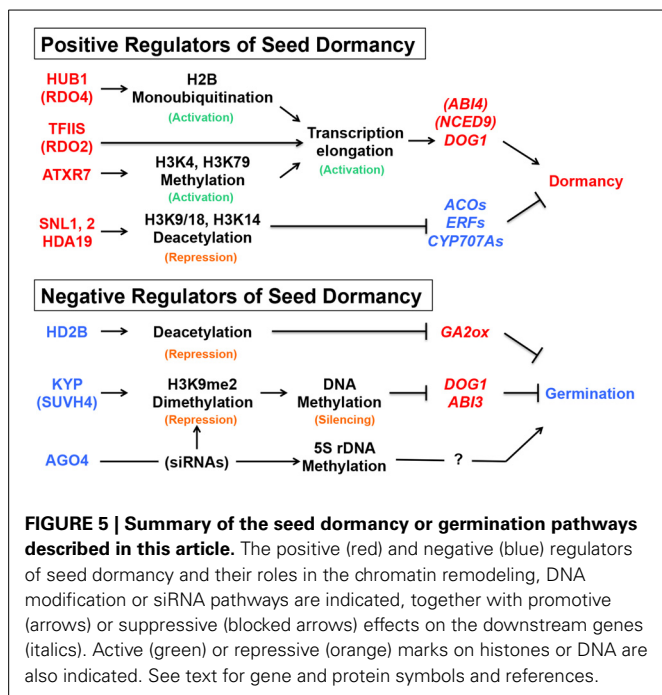 Positive Regulators of Seed Dormancy
HUB1
(RDO4)
H2B
Monoubiquitination
(Activation)
TFIIS
(RDO2)
ATXR7
H3K4, H3K79
Methylation
(Activation)
Transcription
elongation
(Activation)
(ABI4)
(NCED9)
DOG1
Dormancy
SNL1, 2
HDA19
H3K9/18, H3K14
Deacetylation
(Repression)
ACOs
ERFs
CYP707As
Negative Regulators of Seed Dormancy
HD2B
Deacetylation
(Repression)
GA2ox
KYP
(SUVH4)
H3K9me2
Dimethylation
(Repression)
DNA
Methylation
(Silencing)
DOG1
ABI3
Germination
AGO4
(siRNAs)
5S rDNA
Methylation
?
FIGURE 5 | Summary of the seed dormancy or germination pathways
described in this article. The positive (red) and negative (blue) regulators
of seed dormancy and their roles in the chromatin remodeling, DNA
modification or siRNA pathways are indicated, together with promotive
(arrows) or suppressive (blocked arrows) effects on the downstream genes
(italics). Active (green) or repressive (orange) marks on histones or DNA are
also indicated. See text for gene and protein symbols and references.